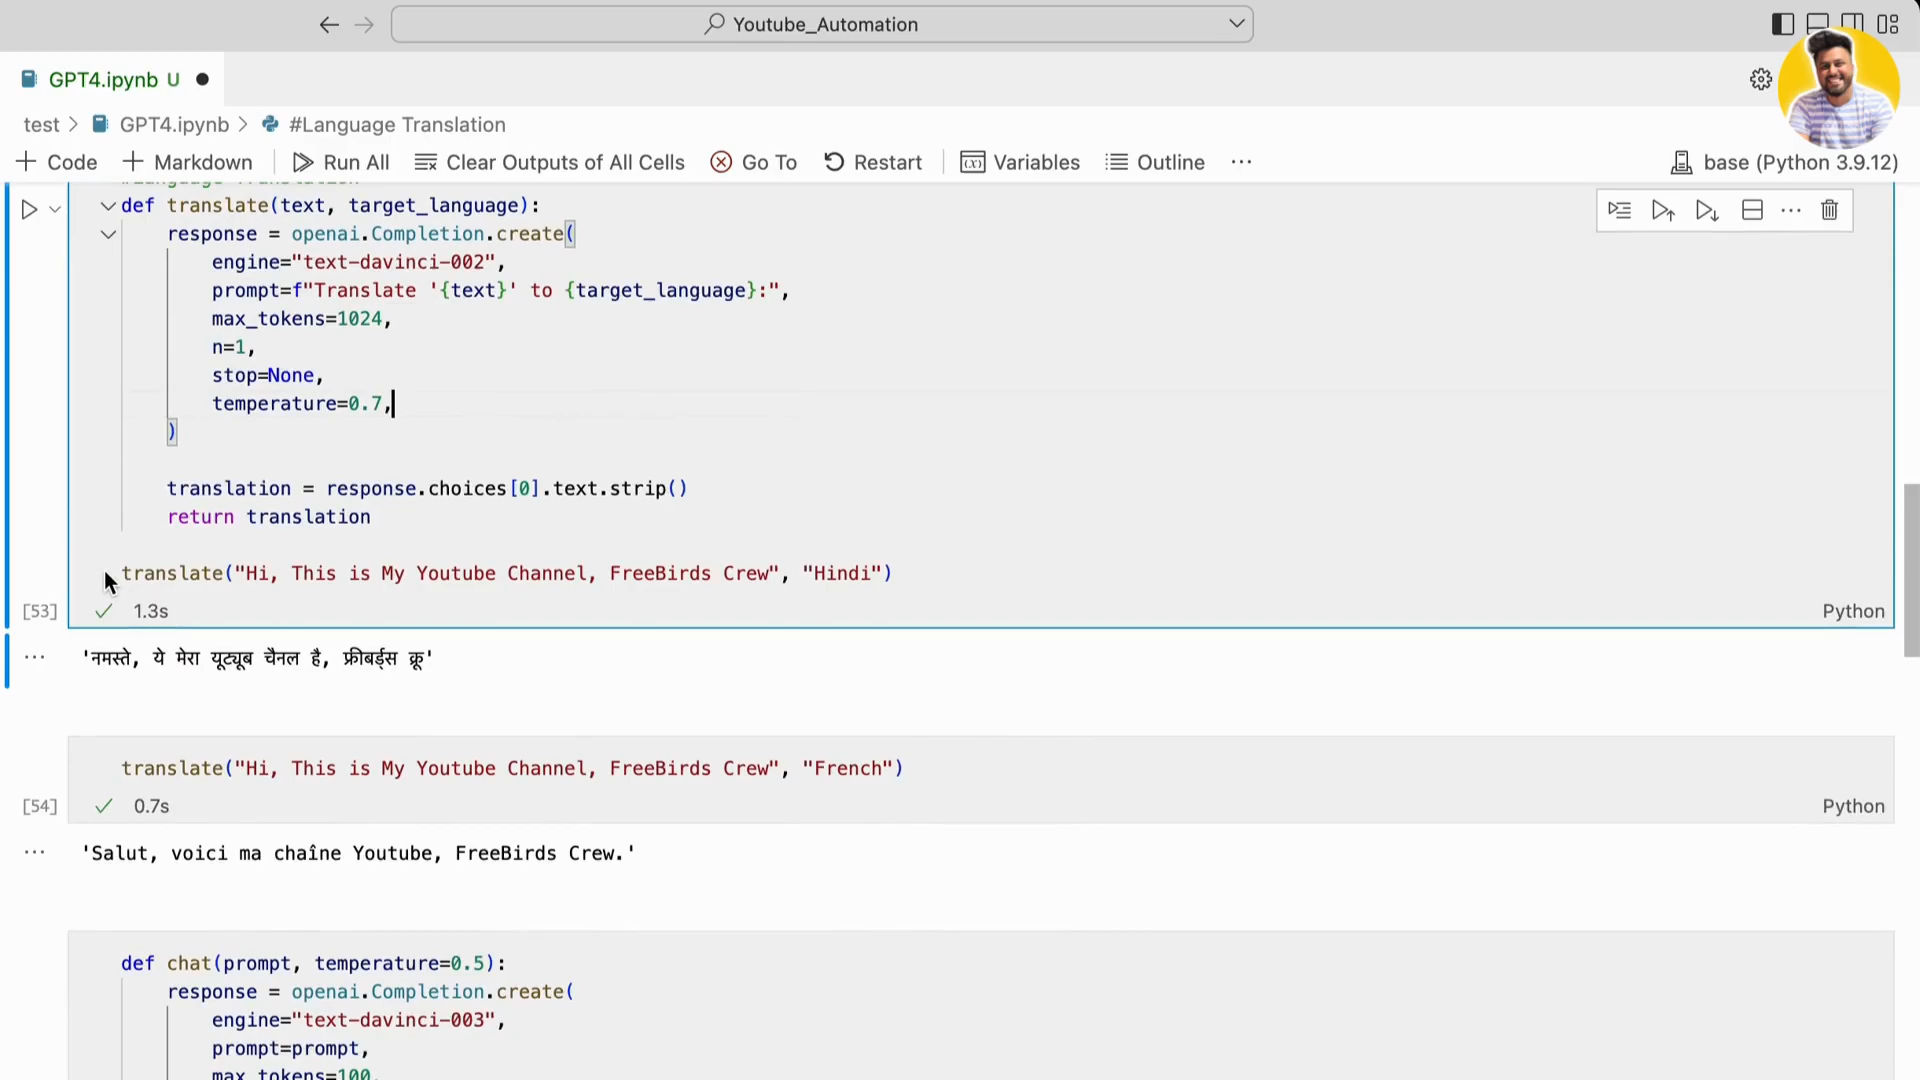 Youtube_Automation
GPT4.ipynb U
test > GPT4.ipynb > #Language Translation
+ Code + Markdown Run All Clear Outputs of All Cells Go To Restart Variables Outline ... base (Python 3.9.12)
#Language Translation
def translate(text, target_language):
    response = openai.Completion.create(
        engine="text-davinci-002",
        prompt=f"Translate '{text}' to {target_language}:",
        max_tokens=1024,
        n=1,
        stop=None,
        temperature=0.7,
    )
    translation = response.choices[0].text.strip()
    return translation
translate("Hi, This is My Youtube Channel, FreeBirds Crew", "Hindi")
[53] 1.3s Python
... 'नमस्ते, ये मेरा यूट्यूब चैनल है, फ्रीबर्ड्स क्रू'
translate("Hi, This is My Youtube Channel, FreeBirds Crew", "French")
[54] 0.7s Python
... 'Salut, voici ma chaîne Youtube, FreeBirds Crew.'
def chat(prompt, temperature=0.5):
    response = openai.Completion.create(
        engine="text-davinci-003",
        prompt=prompt,
        max_tokens=100,